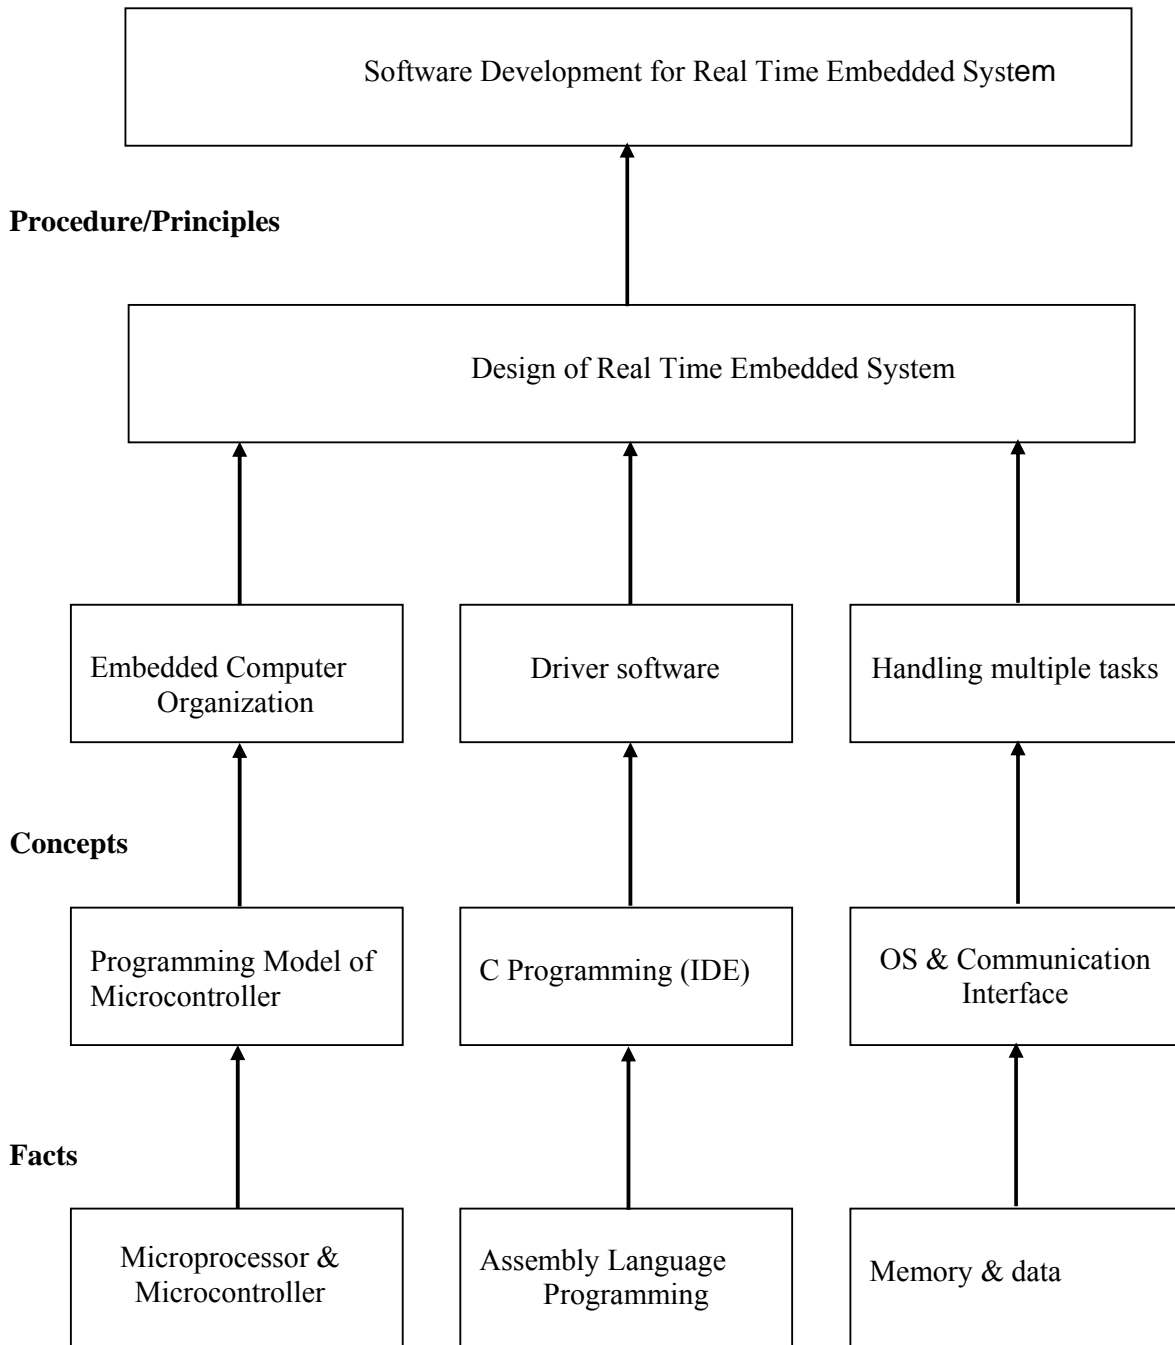 Software Development for Real Time Embedded System
Procedure/Principles
Design of Real Time Embedded System
Embedded Computer
Organization
Driver software
Handling multiple tasks
Concepts
Programming Model of
Microcontroller
C Programming (IDE)
OS & Communication
Interface
Facts
Microprocessor &
Microcontroller
Assembly Language
Programming
Memory & data